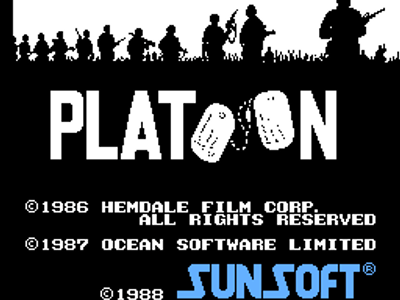 PLATOON
©1986 HEMDALE FILM CORP.
ALL RIGHTS RESERVED
©1987 OCEAN SOFTWARE LIMITED
©1988 SUNSOFT®